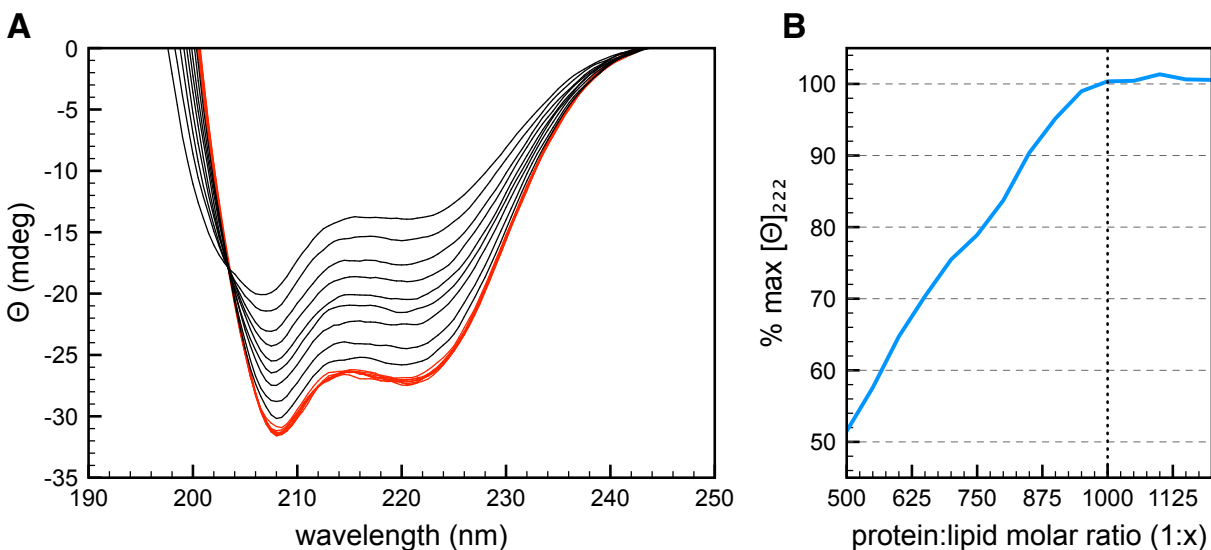 A
0
-5
-10
-15
-20
-25
-30
-35
Θ (mdeg)
190 200 210 220 230 240 250
wavelength (nm)
B
100
90
80
70
60
50
% max [Θ]222
500 625 750 875 1000 1125
protein:lipid molar ratio (1:x)